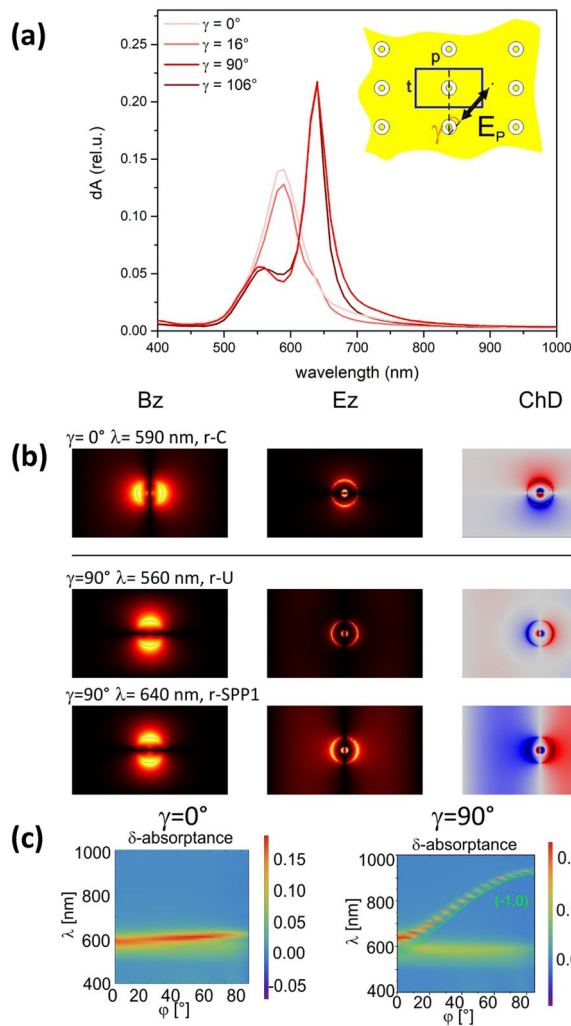 (a)
0.25
0.20
0.15
0.10
0.05
0.00
dA (rel.u.)
γ = 0°
γ = 16°
γ = 90°
γ = 106°
p
t
γ
E_P
400 500 600 700 800 900 1000
wavelength (nm)
Bz Ez ChD
(b)
γ= 0° λ= 590 nm, r-C
γ=90° λ= 560 nm, r-U
γ=90° λ= 640 nm, r-SPP1
(c)
γ=0° γ=90°
δ-absorptance δ-absorptance
1000
800
600
400
λ [nm]
0 20 40 60 80
φ [°]
0.15
0.10
0.05
0.00
-0.05
1000
800
600
400
λ [nm]
(-1,0)
0 20 40 60 80
φ [°]